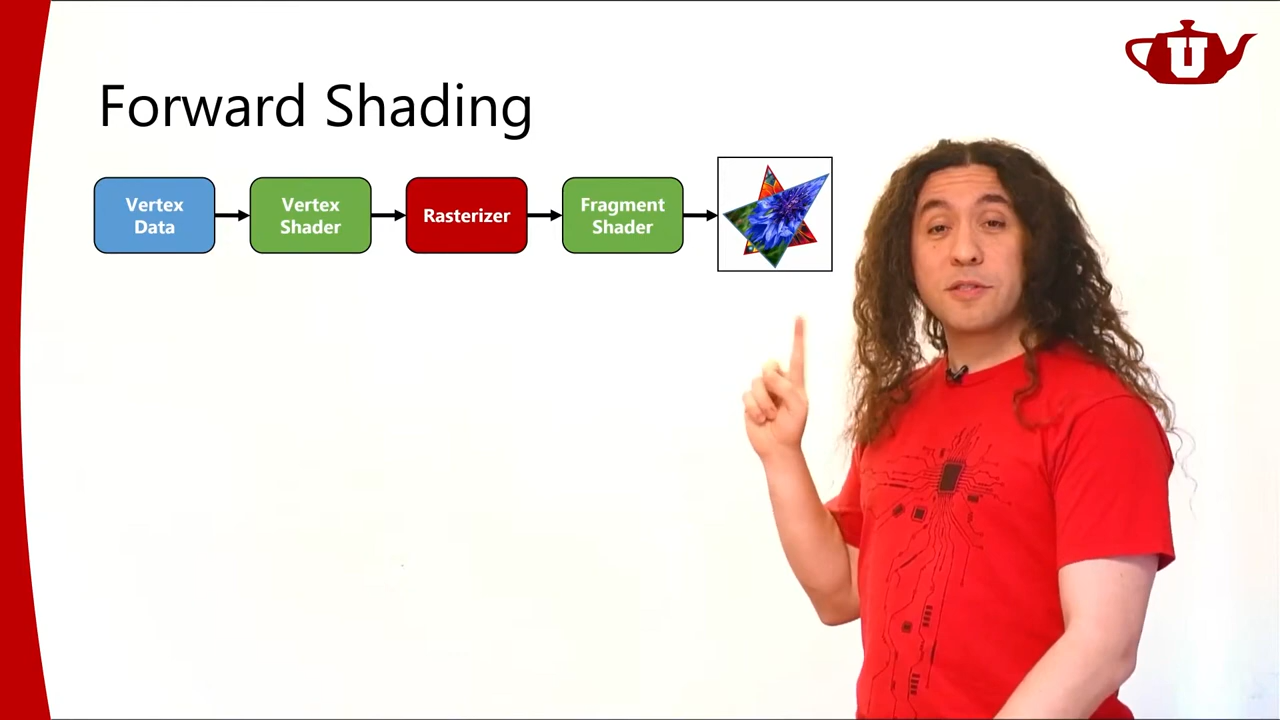 U
Forward Shading
Vertex
Data
Vertex
Shader
Rasterizer
Fragment
Shader